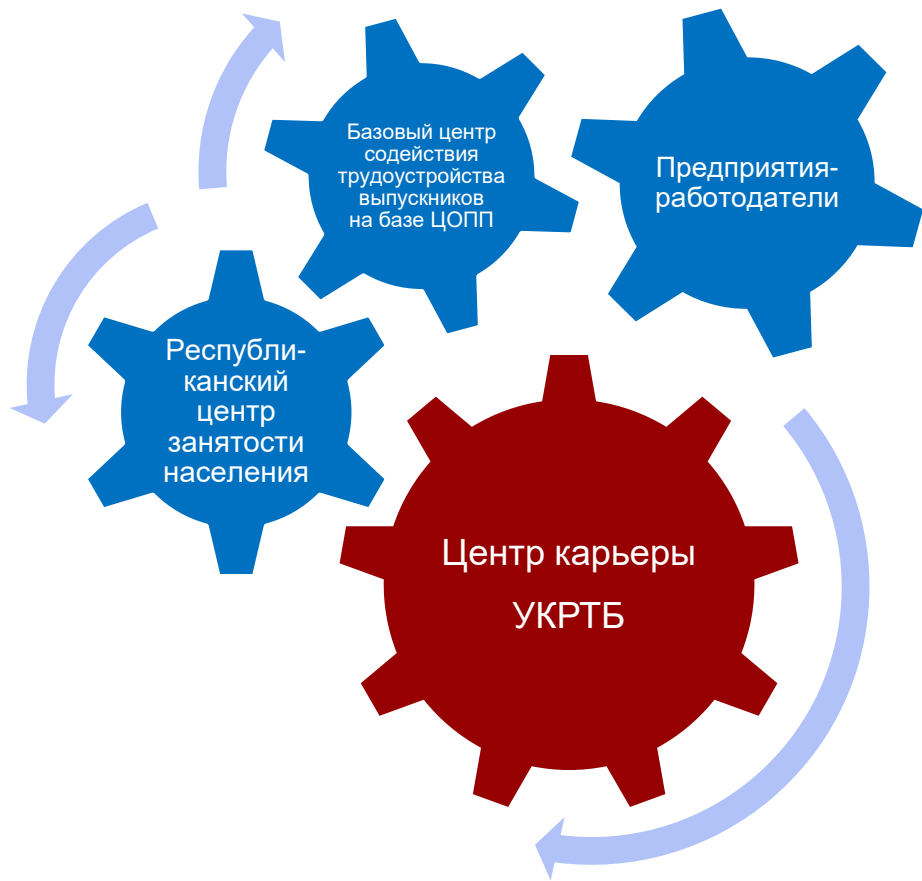 Базовый центр
содействия
трудоустройства
выпускников
на базе ЦОПП
Предприятия-
работодатели
Республи-
канский
центр
занятости
населения
Центр карьеры
УКРТБ